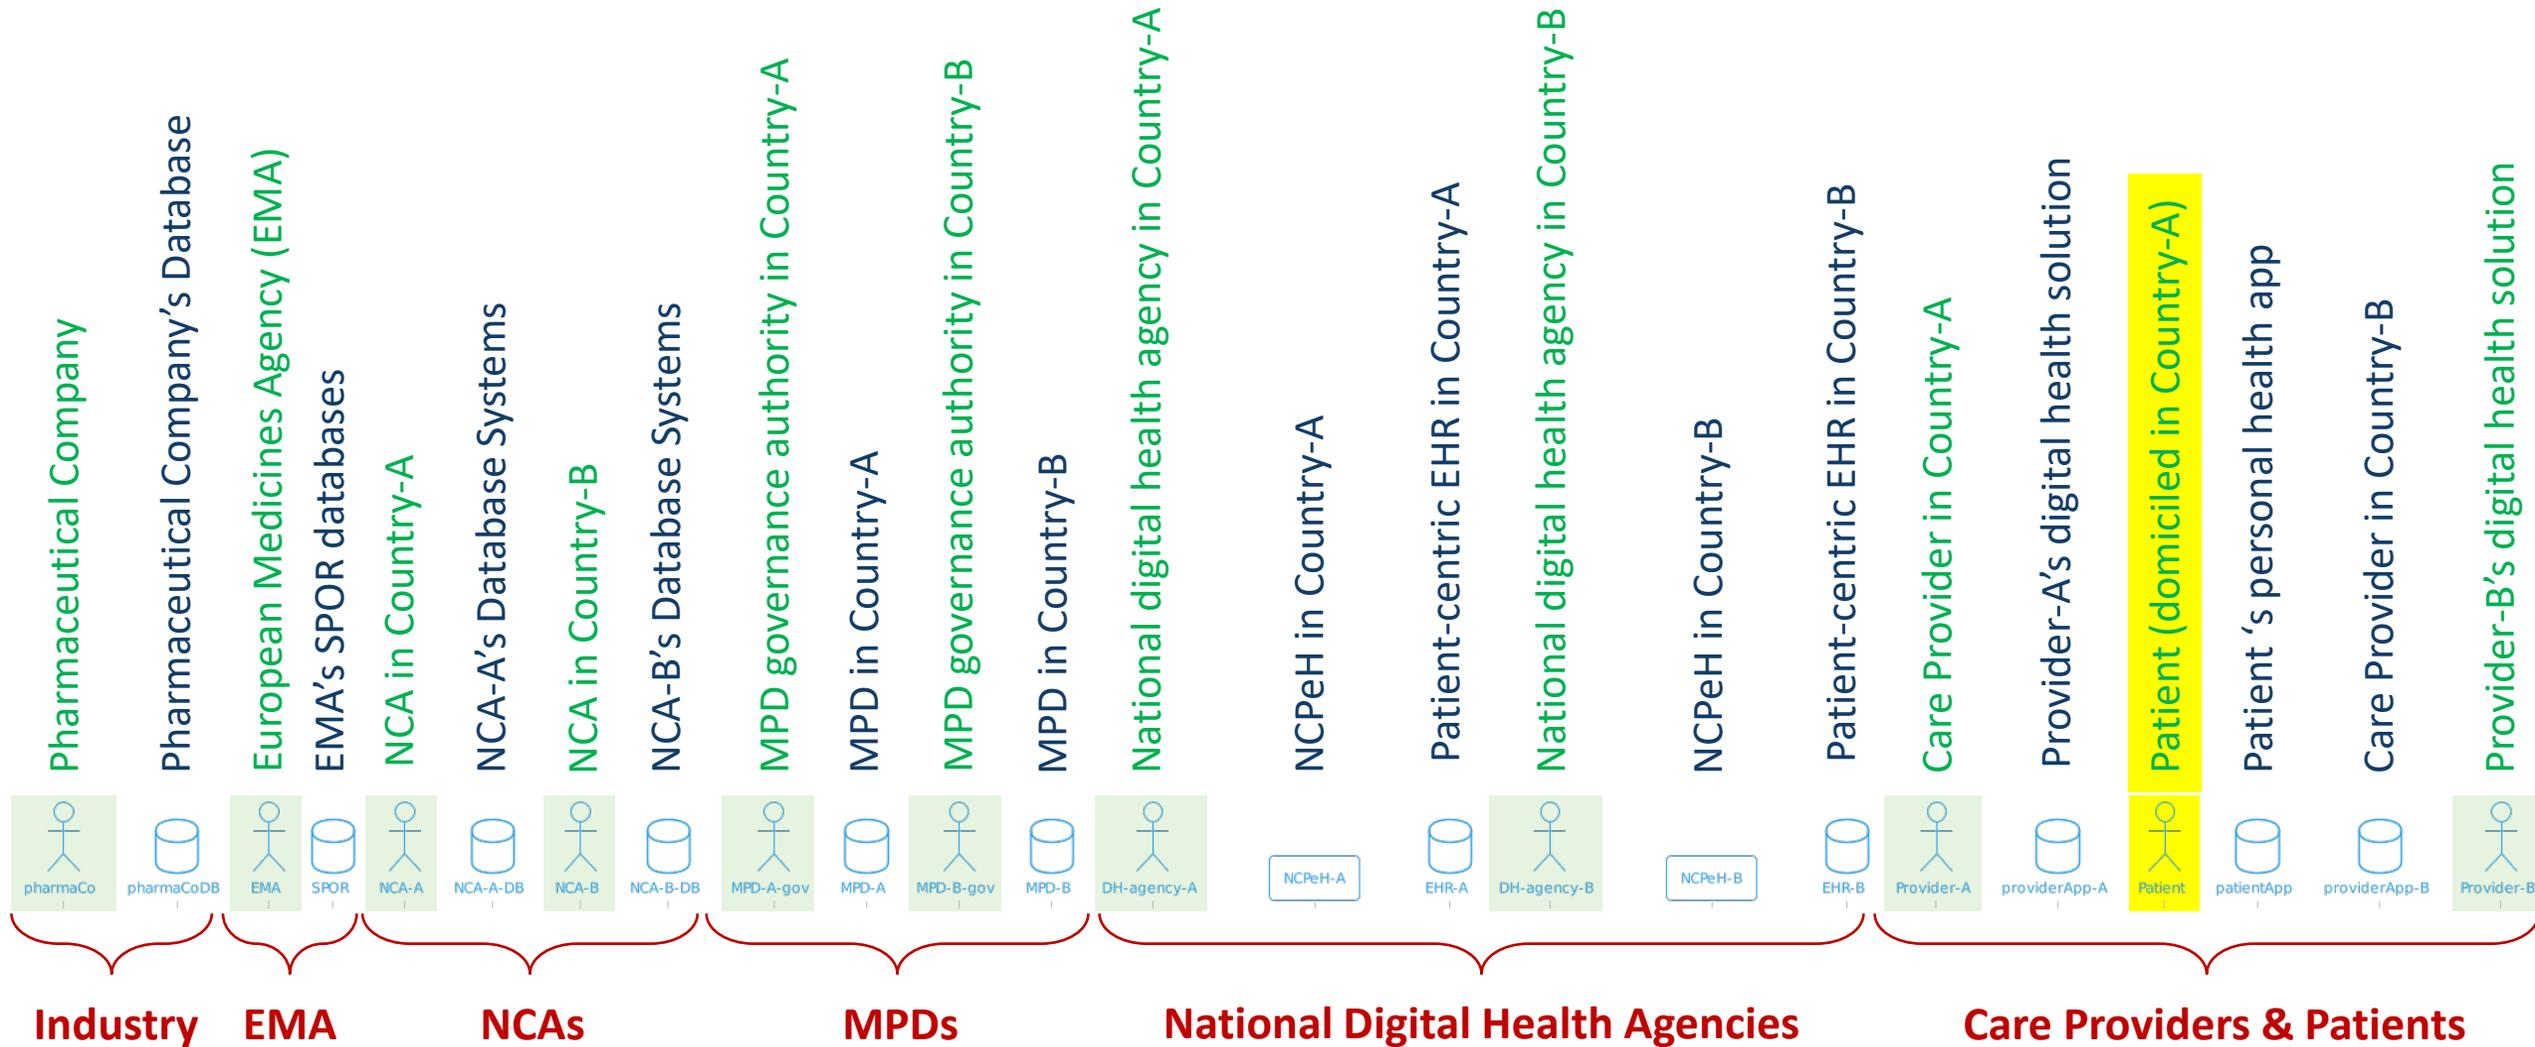 Pharmaceutical Company
Pharmaceutical Company’s Database
European Medicines Agency (EMA)
EMA’s SPOR databases
NCA in Country-A
NCA-A’s Database Systems
NCA in Country-B
NCA-B’s Database Systems
MPD governance authority in Country-A
MPD in Country-A
MPD governance authority in Country-B
MPD in Country-B
National digital health agency in Country-A
NCPeH in Country-A
Patient-centric EHR in Country-A
National digital health agency in Country-B
NCPeH in Country-B
Patient-centric EHR in Country-B
Care Provider in Country-A
Provider-A’s digital health solution
Patient (domiciled in Country-A)
Patient ‘s personal health app
Care Provider in Country-B
Provider-B’s digital health solution
pharmaCo
pharmaCoDB
EMA
SPOR
NCA-A
NCA-A-DB
NCA-B
NCA-B-DB
MPD-A-gov
MPD-A
MPD-B-gov
MPD-B
DH-agency-A
NCPeH-A
EHR-A
DH-agency-B
NCPeH-B
EHR-B
Provider-A
providerApp-A
Patient
patientApp
providerApp-B
Provider-B
Industry
EMA
NCAs
MPDs
National Digital Health Agencies
Care Providers & Patients